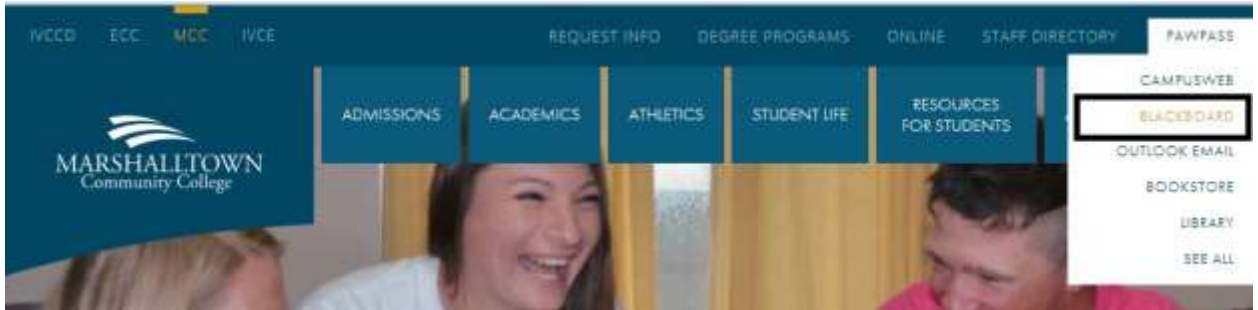 IVCCD ECC MCC IVCE REQUEST INFO DEGREE PROGRAMS ONLINE STAFF DIRECTORY PAWPASS
CAMPUSWEB
ADMISSIONS ACADEMICS ATHLETICS STUDENT LIFE RESOURCES
FOR STUDENTS
BLACKBOARD
MARSHALLTOWN
Community College
OUTLOOK EMAIL
BOOKSTORE
LIBRARY
SEE ALL